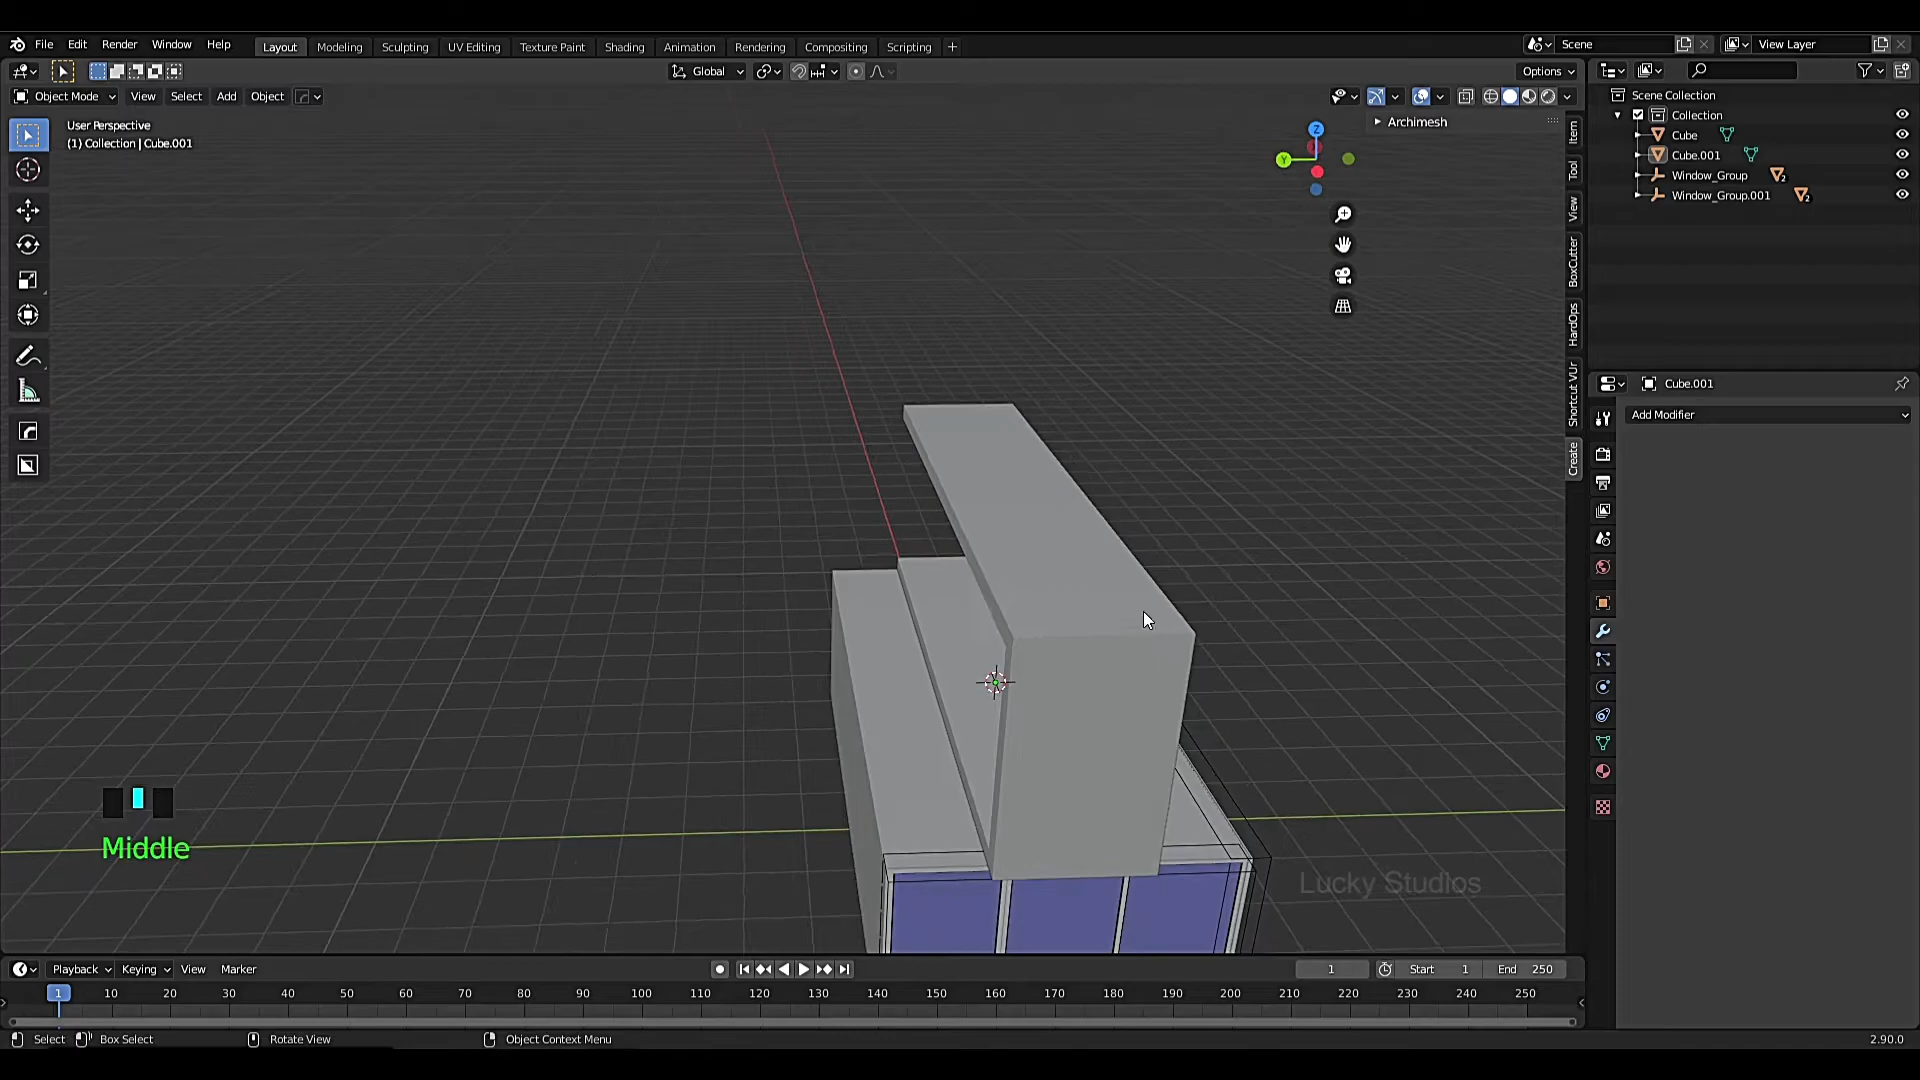 File Edit Render Window Help Layout Modeling Sculpting UV Editing Texture Paint Shading Animation Rendering Compositing Scripting + Scene View Layer
Global Options
Object Mode View Select Add Object
User Perspective
(1) Collection | Cube.001
Archimesh
Z
Y
Item
Tool
View
BoxCutter
HardOps
Shortcut VUr
Create
Scene Collection
Collection
Cube
Cube.001
Window_Group 2
Window_Group.001 2
Cube.001
Add Modifier
Middle
Lucky Studios
Playback Keying View Marker 1 Start 1 End 250
1 10 20 30 40 50 60 70 80 90 100 110 120 130 140 150 160 170 180 190 200 210 220 230 240 250
Select Box Select Rotate View Object Context Menu 2.90.0